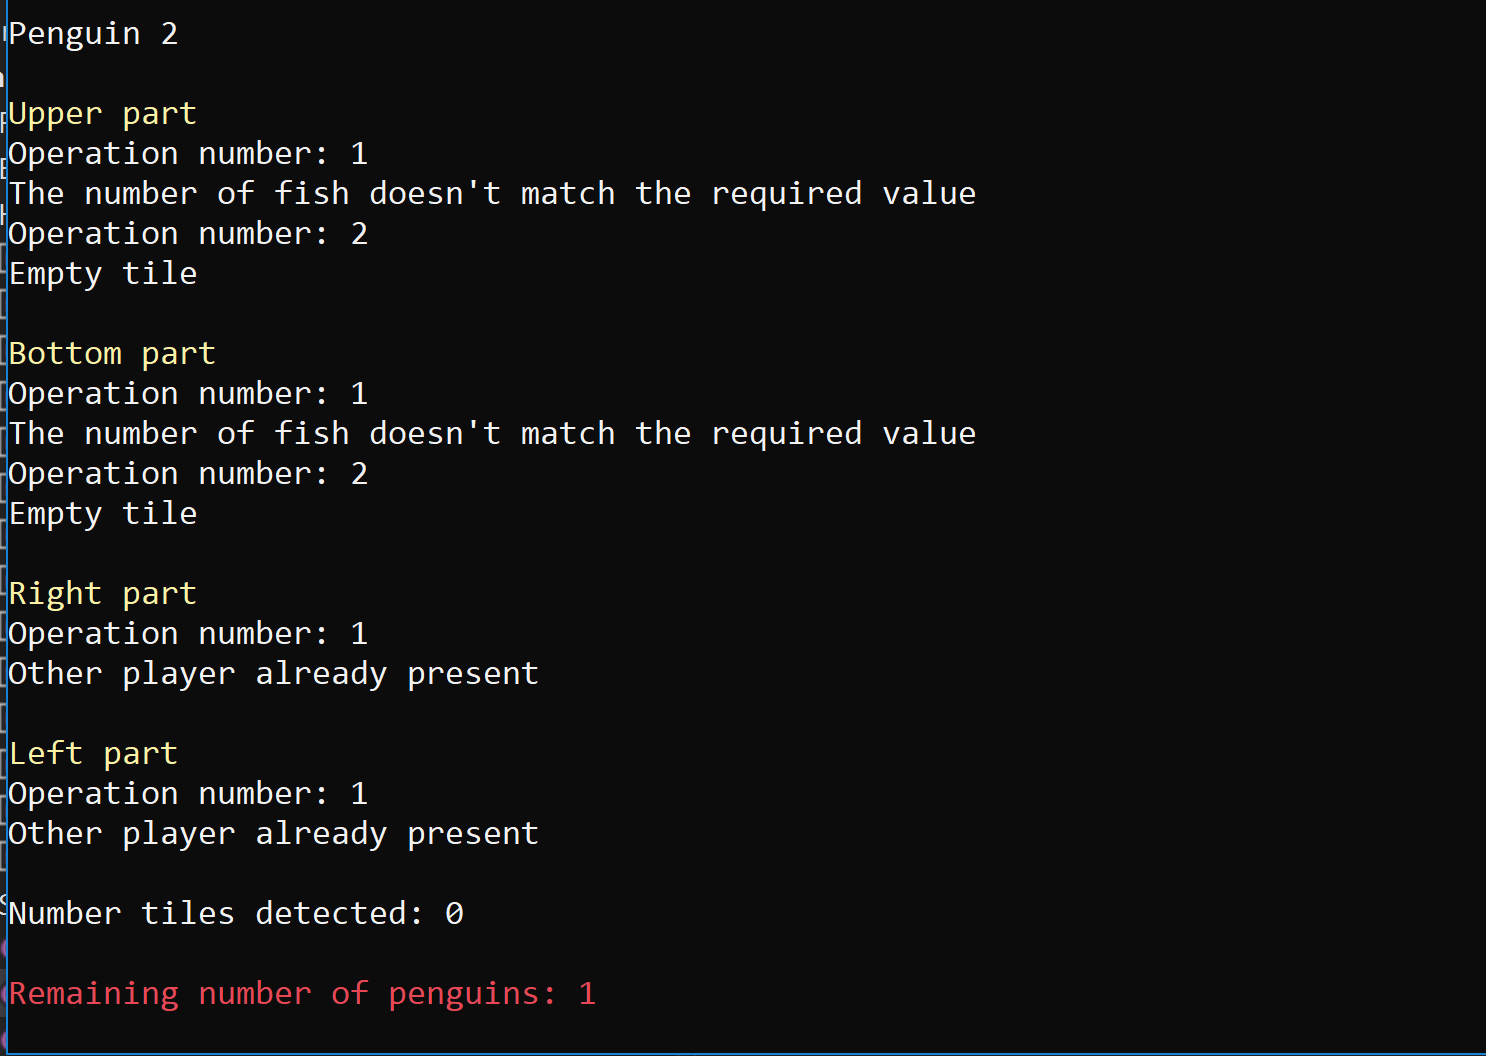 Penguin 2
Upper part
Operation number: 1
The number of fish doesn't match the required value
Operation number: 2
Empty tile
Bottom part
Operation number: 1
The number of fish doesn't match the required value
Operation number: 2
Empty tile
Right part
Operation number: 1
Other player already present
Left part
Operation number: 1
Other player already present
Number tiles detected: 0
Remaining number of penguins: 1